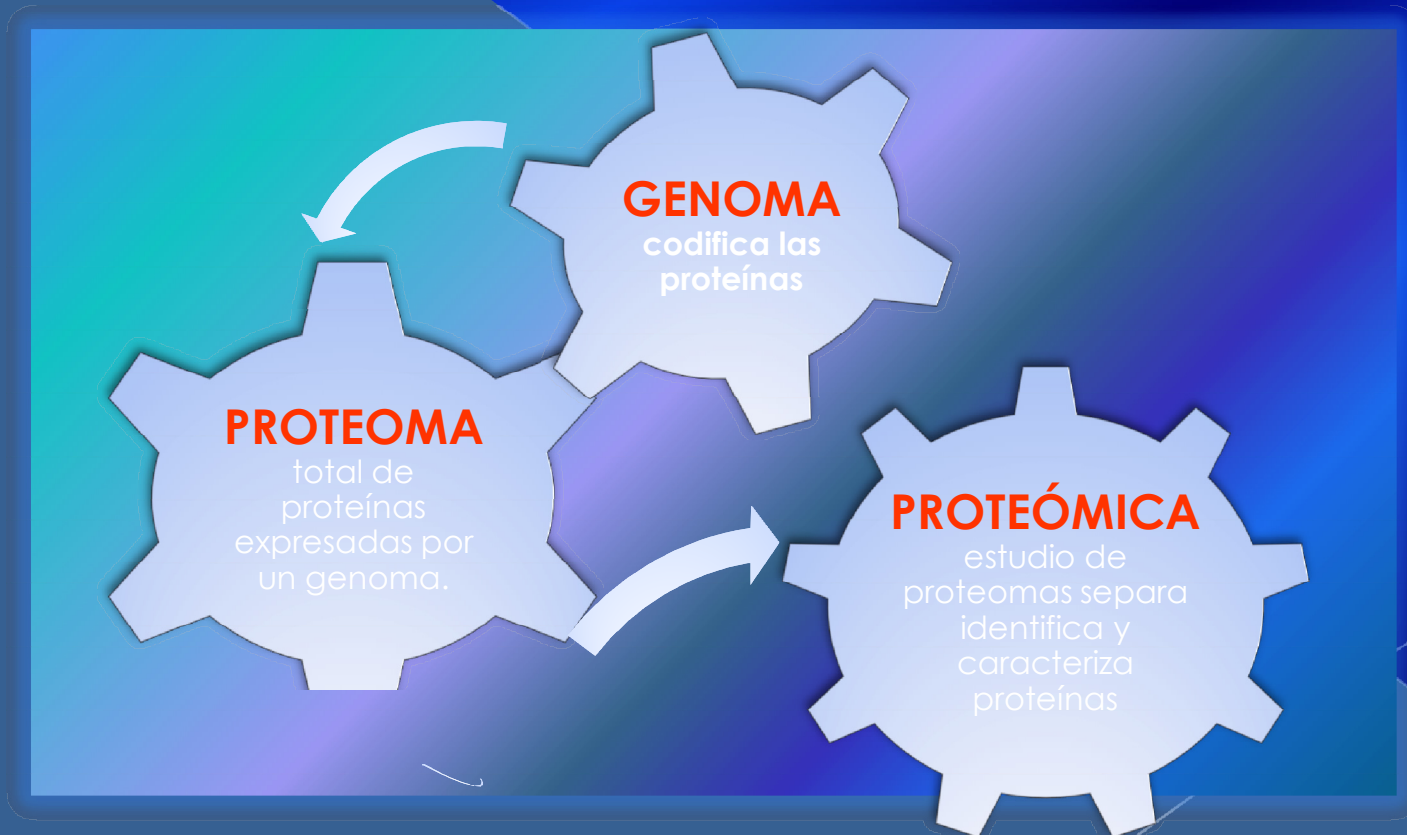 GENOMA
codifica las
proteínas
PROTEOMA
total de
proteínas
expresadas por
un genoma.
PROTEÓMICA
estudio de
proteomas separa
identifica y
caracteriza
proteínas